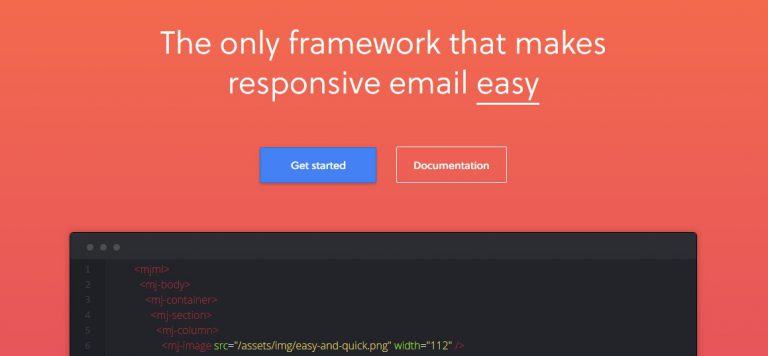 The only framework that makes
responsive email easy
Get started
Documentation
1 <mjml>
2 <mj-body>
3 <mj-container>
4 <mj-section>
5 <mj-column>
6 <mj-image src="/assets/img/easy-and-quick.png" width="112" />